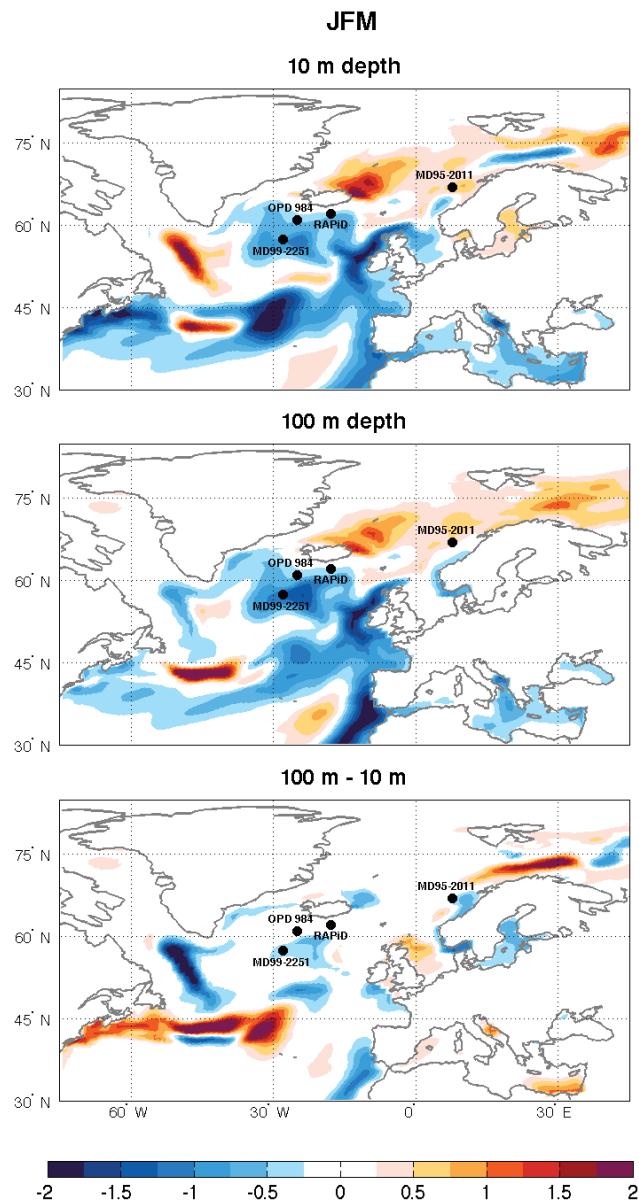 JFM
10 m depth
75° N
MD95-2011
OPD 984
60° N
RAPiD
MD99-2251
45° N
30° N
100 m depth
75° N
MD95-2011
OPD 984
60° N
RAPiD
MD99-2251
45° N
30° N
100 m - 10 m
75° N
MD95-2011
OPD 984
60° N
RAPiD
MD99-2251
45° N
30° N
60° W 30° W 0° 30° E
-2 -1.5 -1 -0.5 0 0.5 1 1.5 2